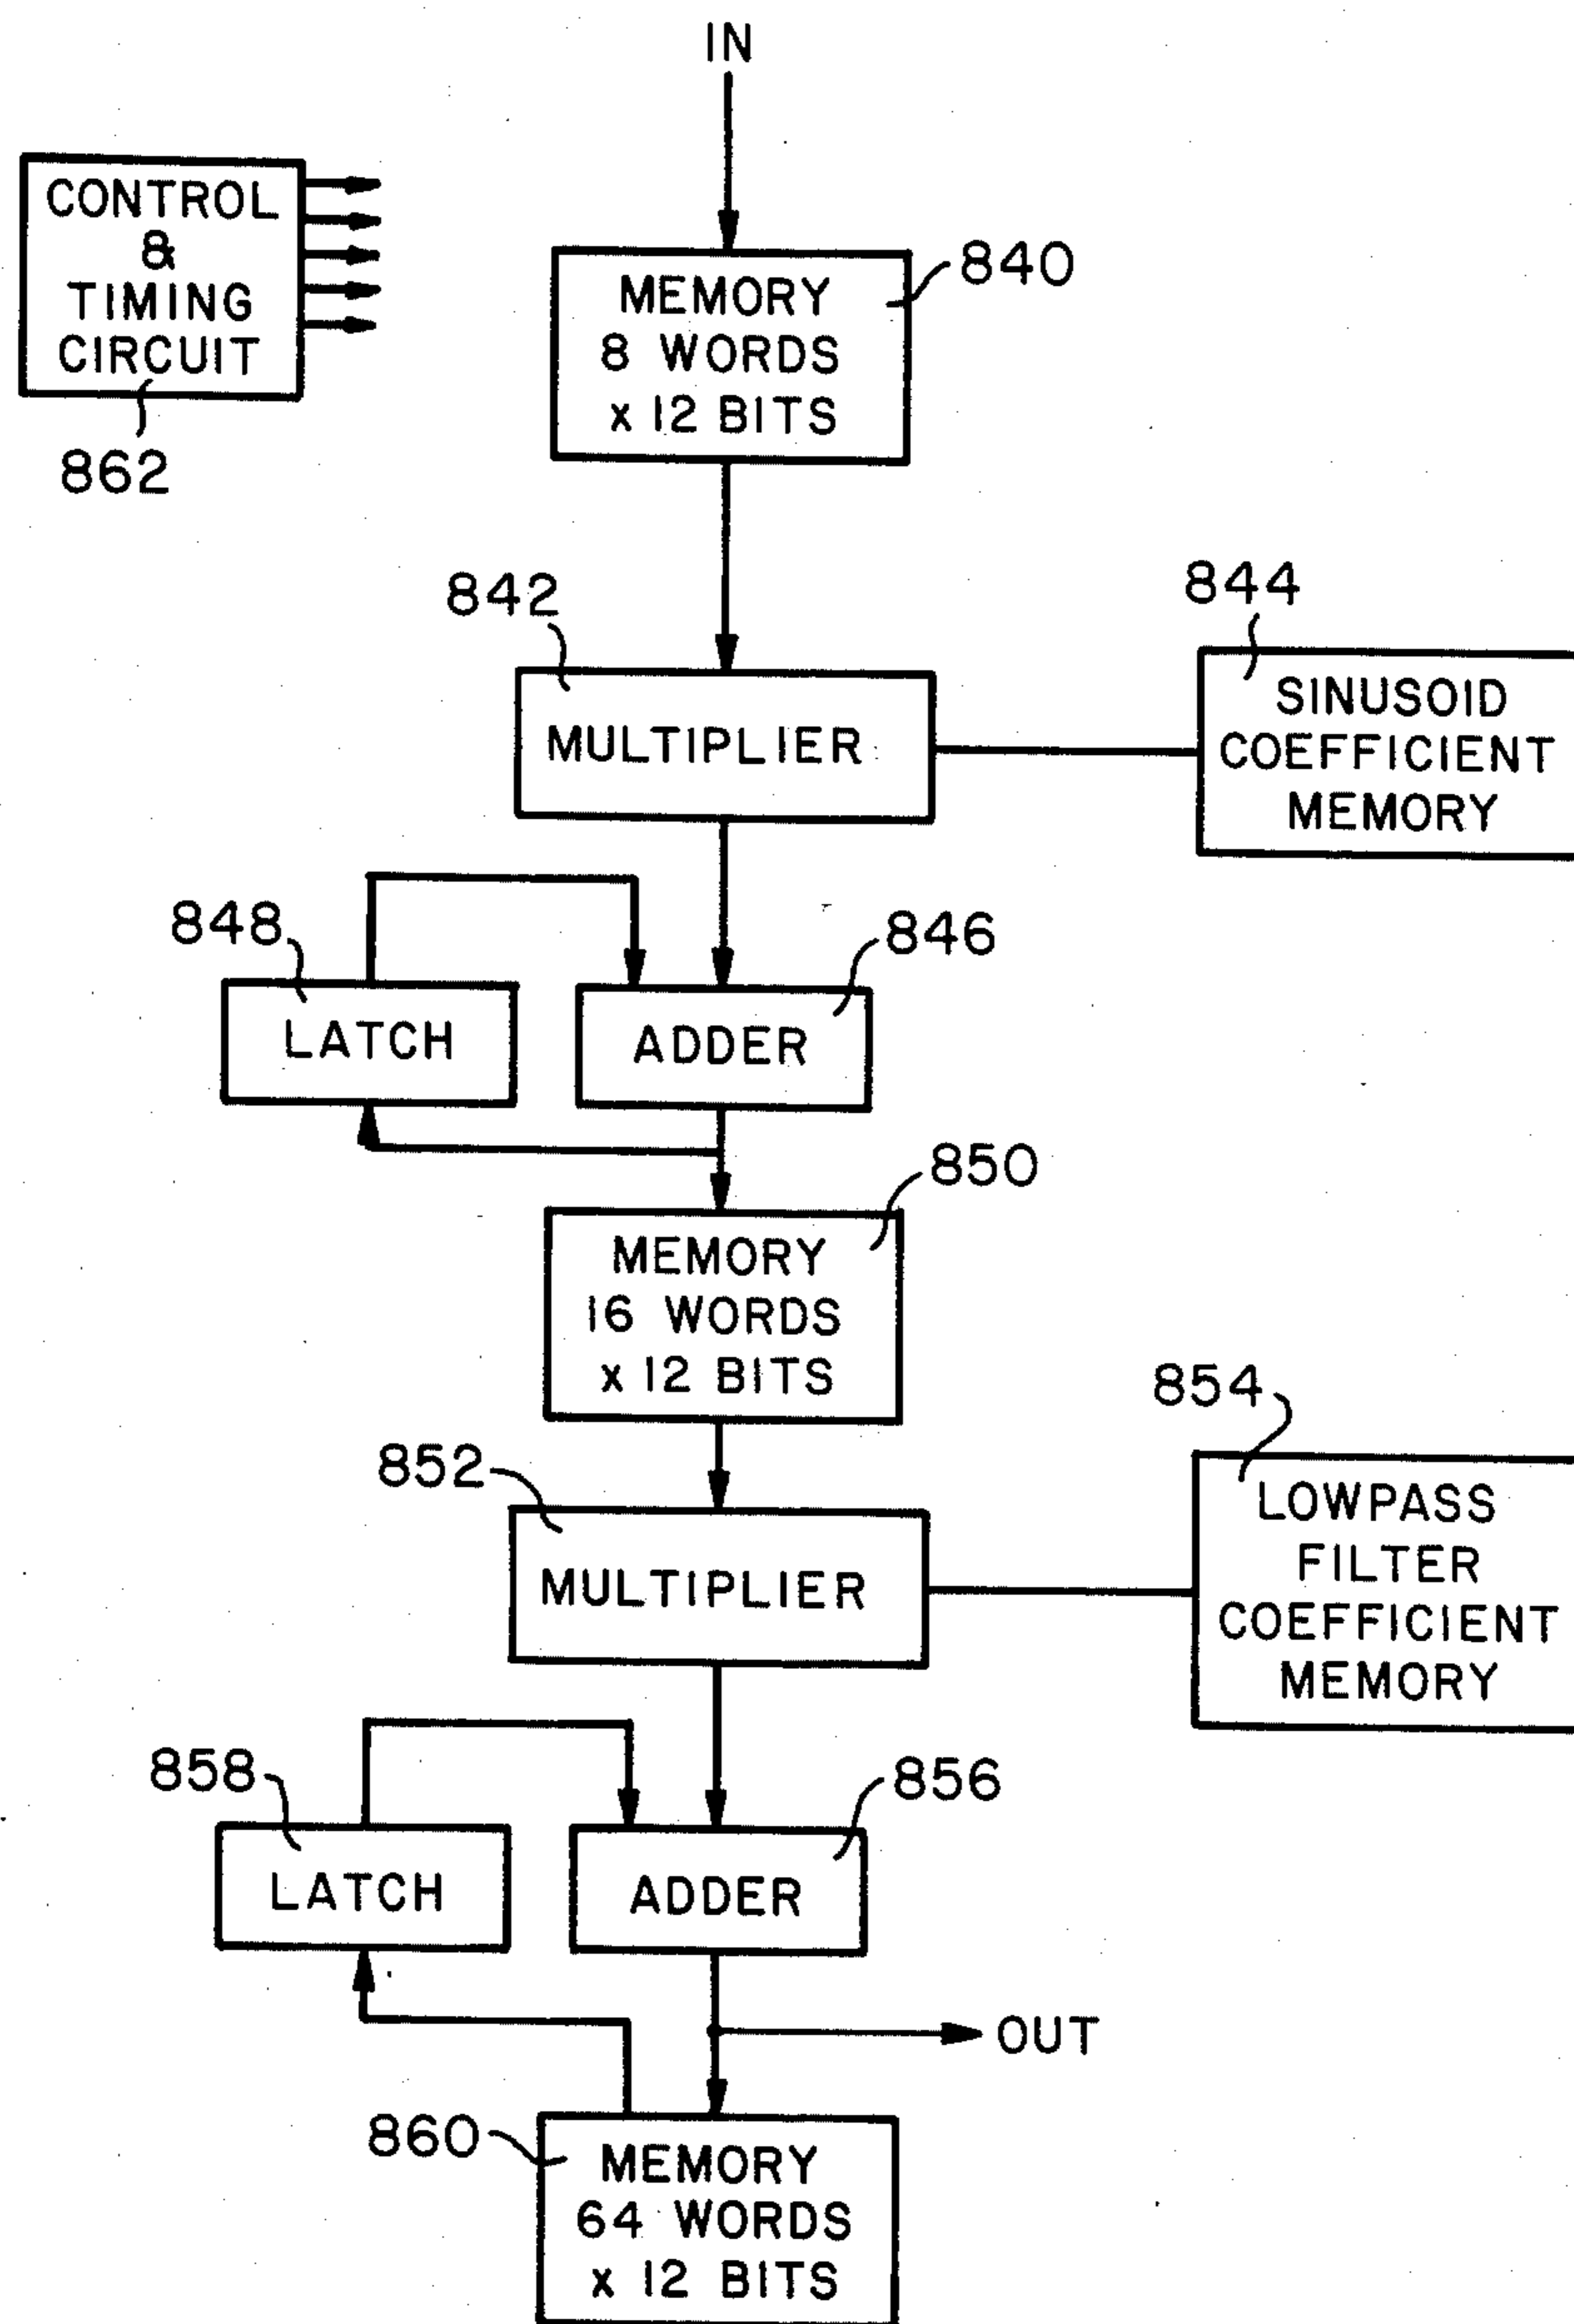 IN
CONTROL
&
TIMING
CIRCUIT
862
MEMORY
8 WORDS
x 12 BITS
840
842
MULTIPLIER
844
SINUSOID
COEFFICIENT
MEMORY
848
LATCH
846
ADDER
850
MEMORY
16 WORDS
x 12 BITS
852
MULTIPLIER
854
LOWPASS
FILTER
COEFFICIENT
MEMORY
858
LATCH
856
ADDER
OUT
860
MEMORY
64 WORDS
x 12 BITS